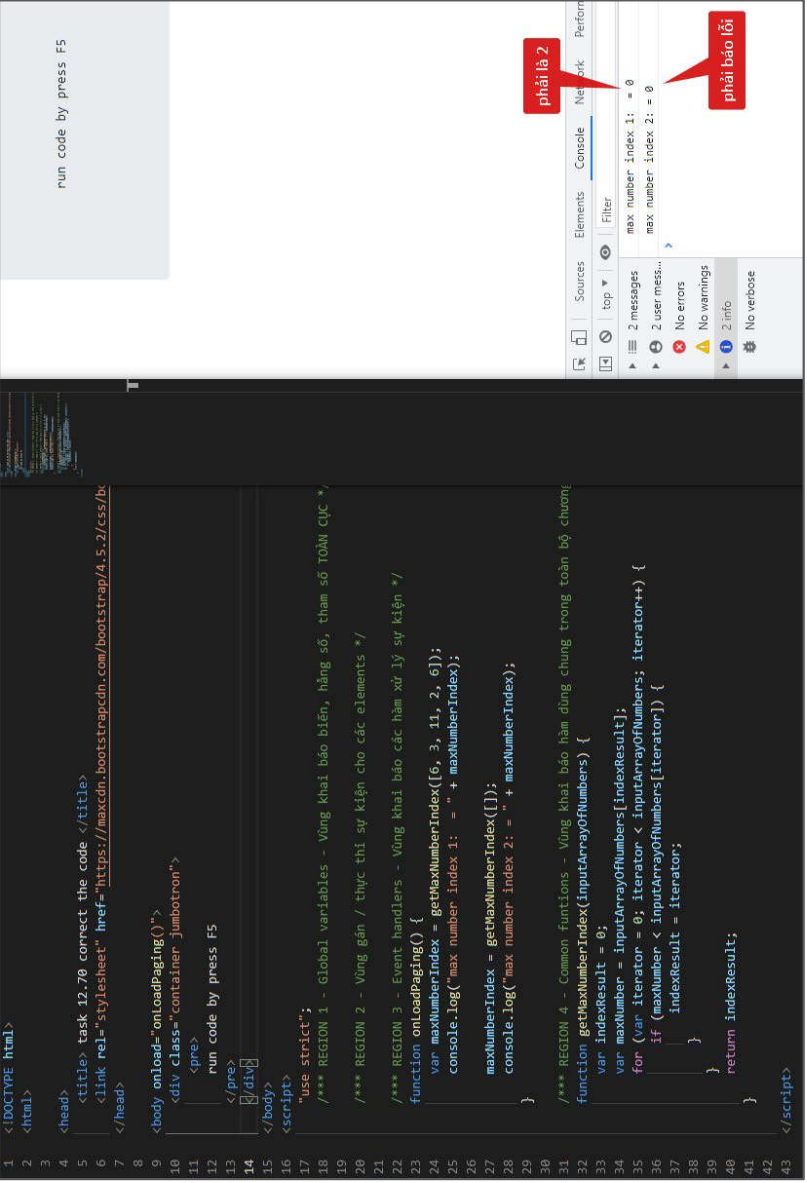 1 <!DOCTYPE html>
2 <html>
3
4 <head>
5 <title> task 12.70 correct the code </title>
6 <link rel="stylesheet" href="https://maxcdn.bootstrapcdn.com/bootstrap/4.5.2/css/bo
7 </head>
8
9 <body onload="onLoadPaging()">
10 <div class="container jumbotron">
11 <pre>
12 run code by press F5
13 </pre>
14 </div>
15 </body>
16 <script>
17 "use strict";
18 /*** REGION 1 - Global variables - Vùng khai báo biến, hằng số, tham số TOÀN CỤC */
19
20 /*** REGION 2 - Vùng gán / thực thi sự kiện cho các elements */
21
22 /*** REGION 3 - Event handlers - Vùng khai báo các hàm xử lý sự kiện */
23 function onLoadPaging() {
24 var maxNumberIndex = getMaxNumberIndex([6, 3, 11, 2, 6]);
25 console.log("max number index 1:  = " + maxNumberIndex);
26
27 maxNumberIndex = getMaxNumberIndex([]);
28 console.log("max number index 2: = " + maxNumberIndex);
29 }
30
31 /*** REGION 4 - Common funtions - Vùng khai báo hàm dùng chung trong toàn bộ chương
32 function getMaxNumberIndex(inputArrayOfNumbers) {
33 var indexResult = 0;
34 var maxNumber = inputArrayOfNumbers[indexResult];
35 for (var iterator = 0; iterator < inputArrayOfNumbers; iterator++) {
36 if (maxNumber < inputArrayOfNumbers[iterator]) {
37 indexResult = iterator;
38 }
39 }
40 return indexResult;
41 }
42
43 </script>
run code by press F5
Sources Elements Console Network Perform
top Filter
2 messages
2 user mess...
No errors
No warnings
2 info
No verbose
max number index 1:  = 0
max number index 2: = 0
phải là 2
phải báo lỗi